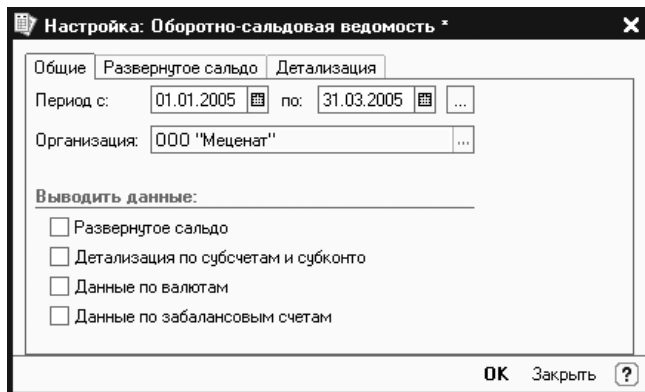 Настройка: Оборотно-сальдовая ведомость *
Общие Развернутое сальдо Детализация
Период с: 01.01.2005 по: 31.03.2005 ...
Организация: ООО "Меценат" ...
Выводить данные:
Развернутое сальдо
Детализация по субсчетам и субконто
Данные по валютам
Данные по забалансовым счетам
OK Закрыть ?